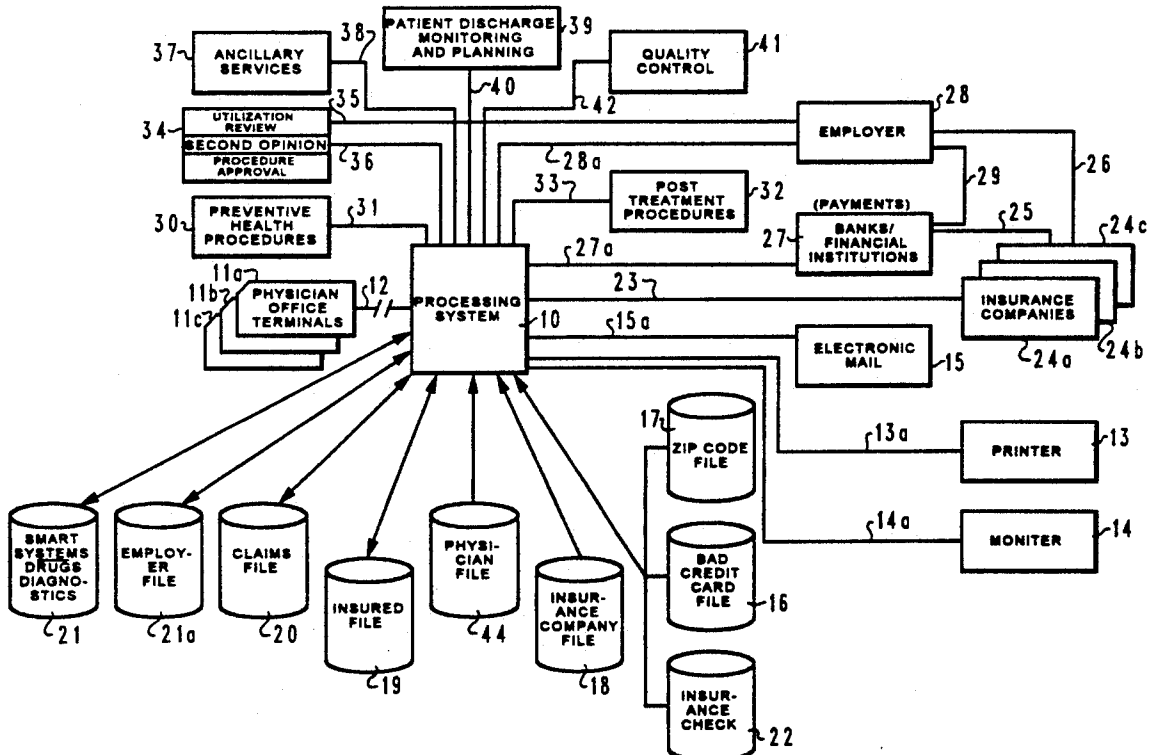 37
ANCILLARY
SERVICES
38
PATIENT DISCHARGE
MONITORING
AND PLANNING
39
40
QUALITY
CONTROL
41
42
34
UTILIZATION
REVIEW
35
SECOND OPINION
36
PROCEDURE
APPROVAL
EMPLOYER
28
28a
26
29
30
PREVENTIVE
HEALTH
PROCEDURES
31
33
POST
TREATMENT
PROCEDURES
32
(PAYMENTS)
27
BANKS/
FINANCIAL
INSTITUTIONS
25
27a
24c
11a
11b
11c
PHYSICIAN
OFFICE
TERMINALS
12
PROCESSING
SYSTEM
10
23
INSURANCE
COMPANIES
24a
24b
15a
ELECTRONIC
MAIL
15
13a
PRINTER
13
14a
MONITER
14
17
ZIP CODE
FILE
BAD
CREDIT
CARD
FILE
16
INSUR-
ANCE
CHECK
22
SMART
SYSTEMS
DRUGS
DIAGNO-
STICS
21
EMPLOY-
ER FILE
21a
CLAIMS
FILE
20
INSURED
FILE
19
PHYSI-
CIAN
FILE
44
INSUR-
ANCE
COMPANY
FILE
18